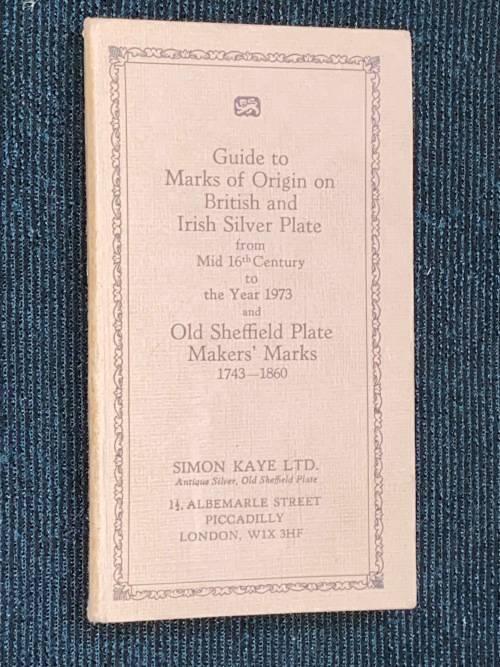 Guide to
Marks of Origin on
British and
Irish Silver Plate
from
Mid 16th Century
to
the Year 1973
and
Old Sheffield Plate
Makers' Marks
1743—1860
SIMON KAYE LTD.
Antique Silver, Old Sheffield Plate
1½, ALBEMARLE STREET
PICCADILLY
LONDON, W1X 3HF